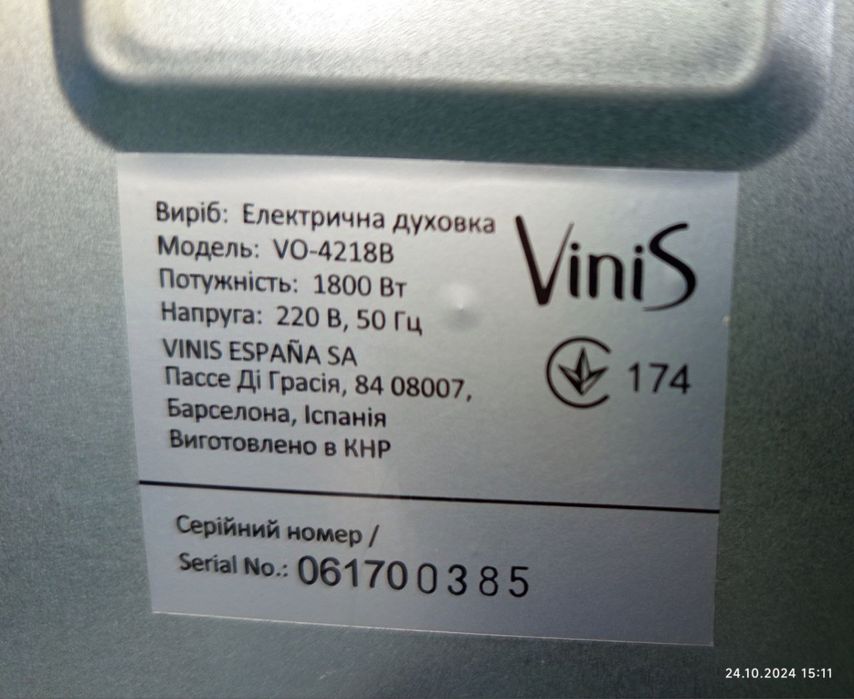 Виріб: Електрична духовка
Модель: VO-4218B
Потужність: 1800 Вт
Напруга: 220 В, 50 Гц
VINIS ESPAÑA SA
Пассе Ді Грасія, 84 08007,
Барселона, Іспанія
Виготовлено в КНР
ViniS
174
Серійний номер /
Serial No.: 061700385
24.10.2024 15:11